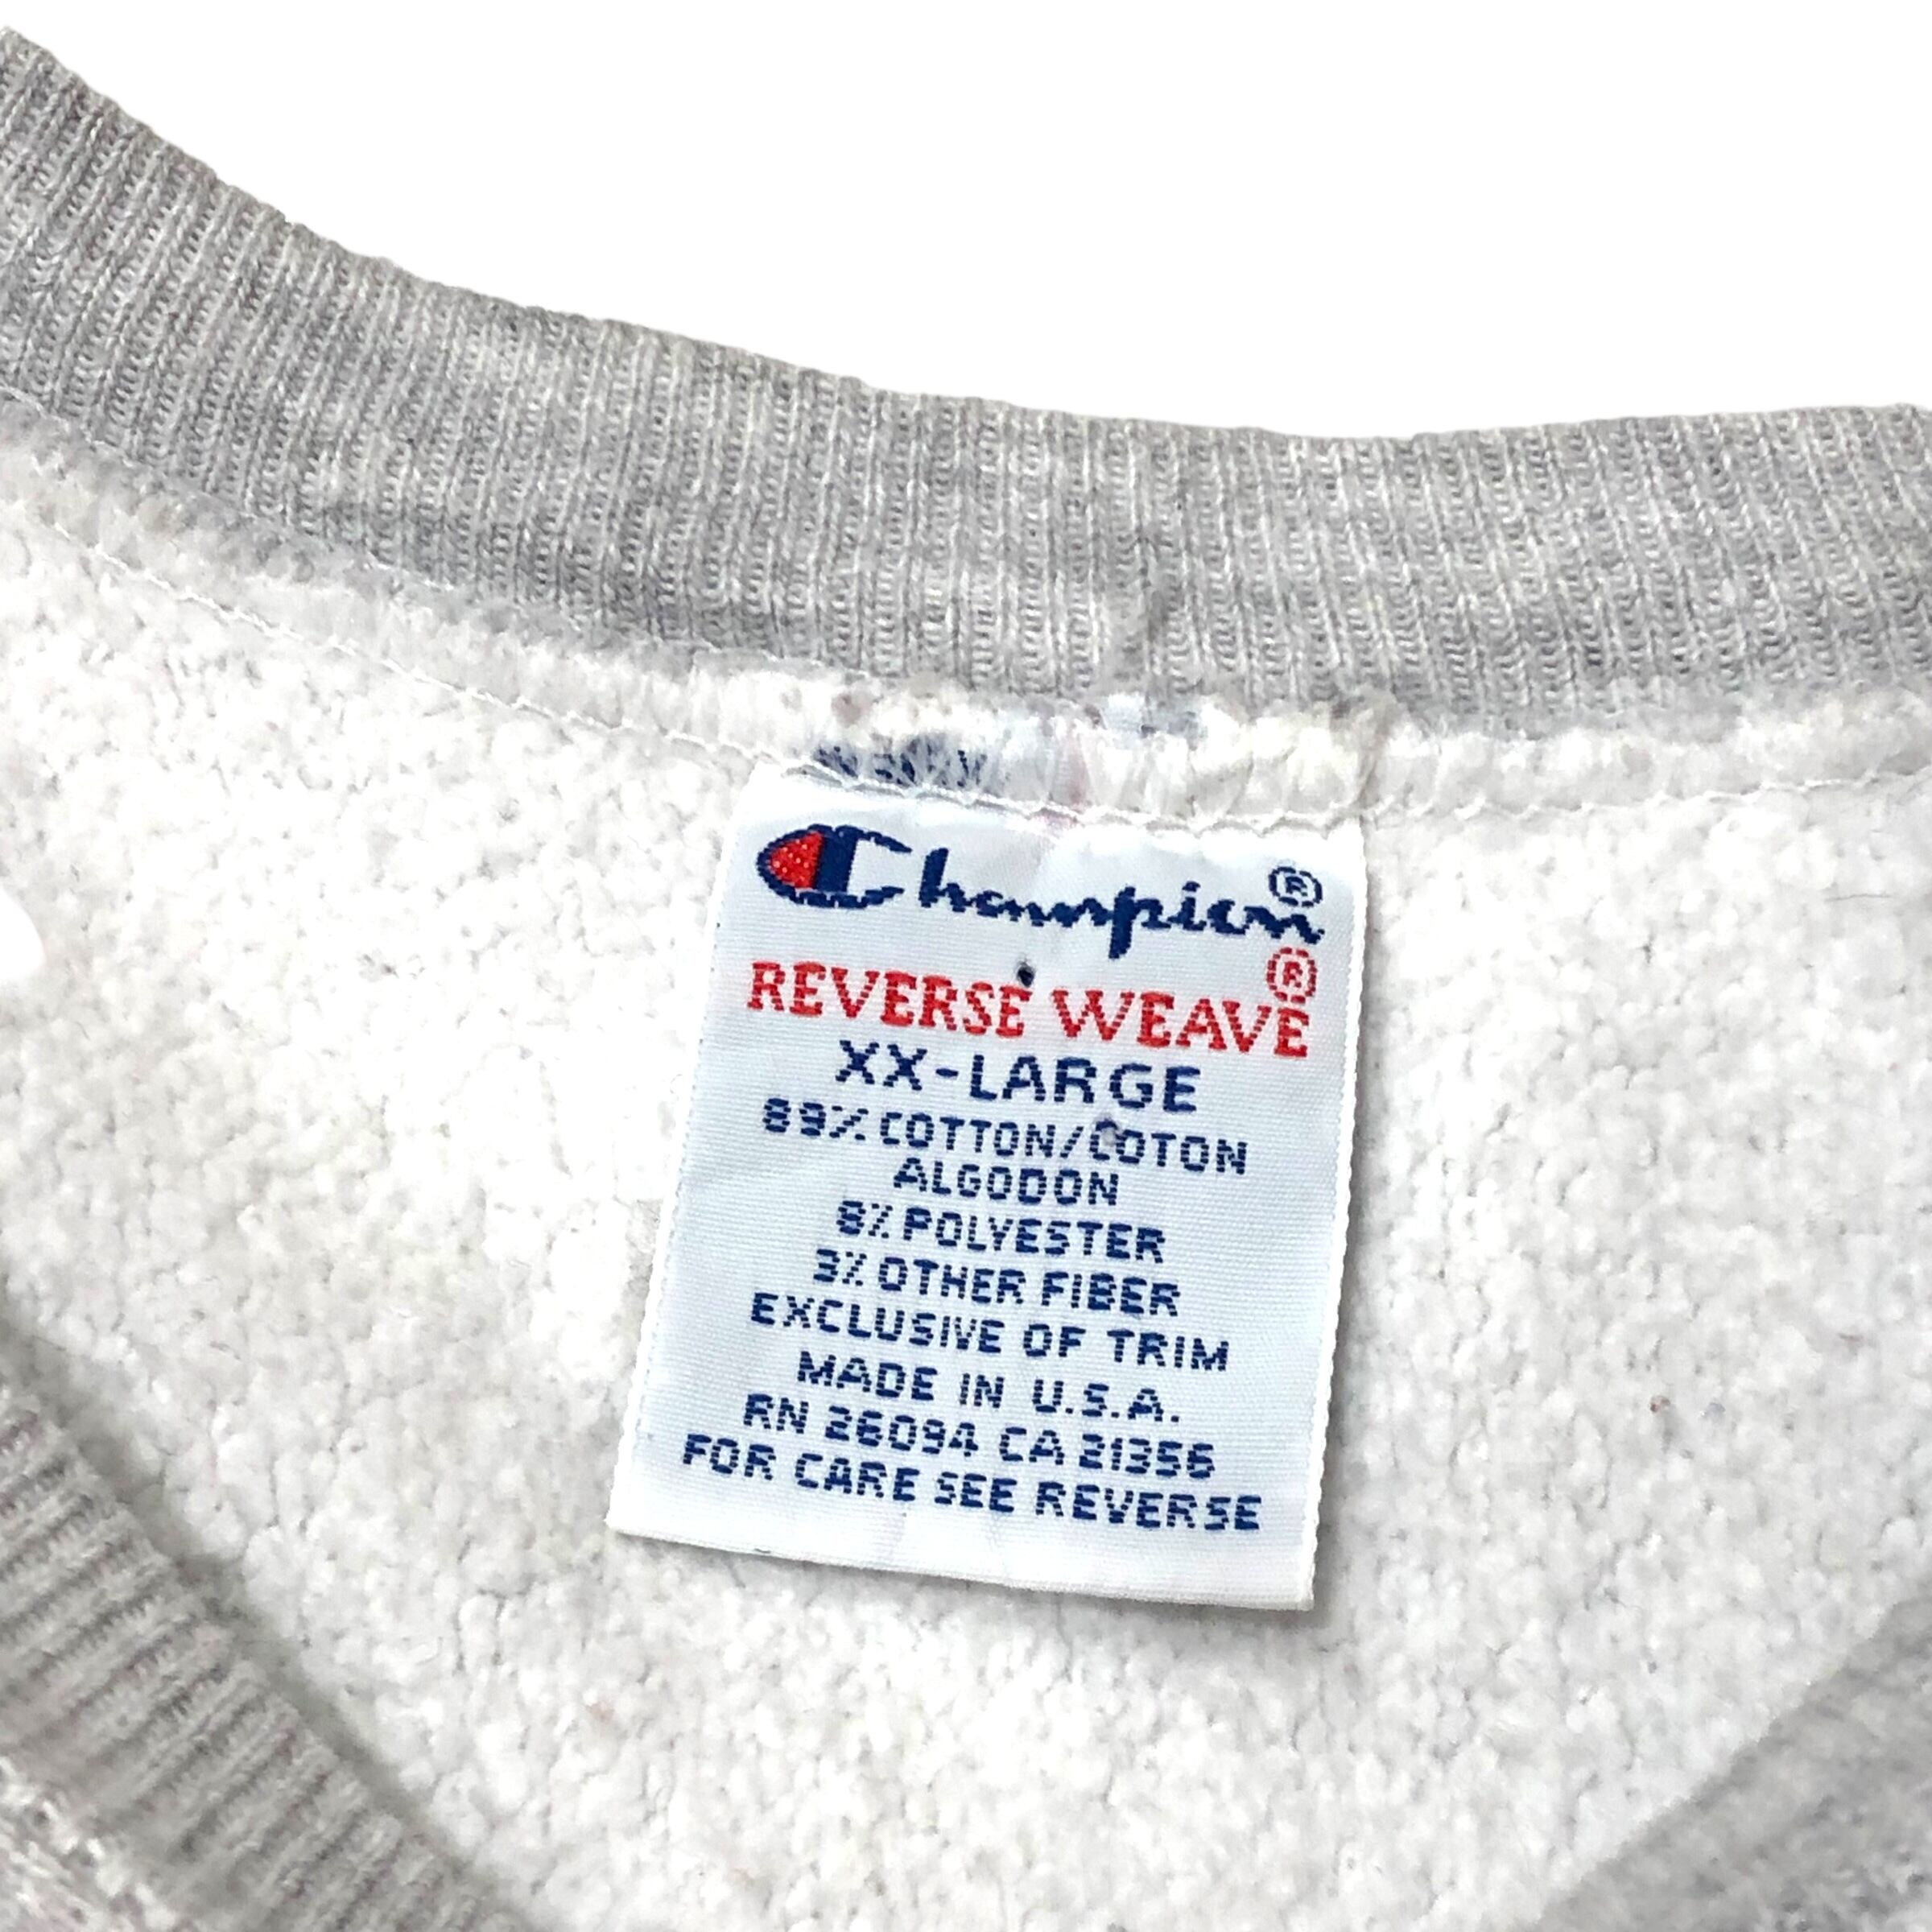 Champion®
REVERSE WEAVE®
XX-LARGE
89% COTTON/COTON
ALGODON
8% POLYESTER
3% OTHER FIBER
EXCLUSIVE OF TRIM
MADE IN U.S.A.
RN 26094 CA 21356
FOR CARE SEE REVERSE